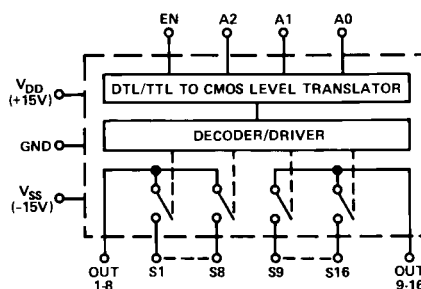 EN A2 A1 A0
DTL/TTL TO CMOS LEVEL TRANSLATOR
VDD
(+15V)
DECODER/DRIVER
GND
VSS
(-15V)
OUT
1-8
S1
S8
S9
S16
OUT
9-16